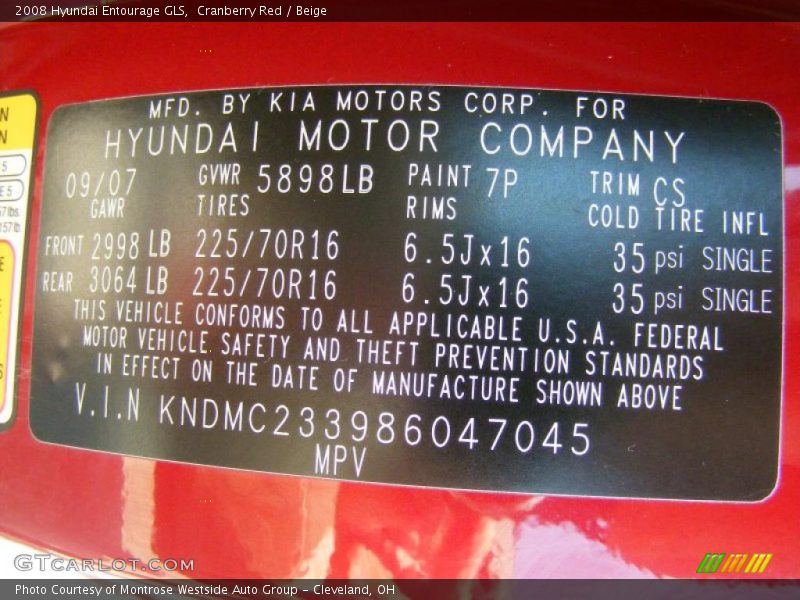 2008 Hyundai Entourage GLS,  Cranberry Red / Beige
MFD. BY KIA MOTORS CORP. FOR
HYUNDAI MOTOR COMPANY
09/07 GVWR 5898LB PAINT 7P TRIM CS
GAWR TIRES RIMS COLD TIRE INFL
FRONT 2998 LB 225/70R16 6.5Jx16 35 psi SINGLE
REAR 3064 LB 225/70R16 6.5Jx16 35 psi SINGLE
THIS VEHICLE CONFORMS TO ALL APPLICABLE U.S.A. FEDERAL
MOTOR VEHICLE SAFETY AND THEFT PREVENTION STANDARDS
IN EFFECT ON THE DATE OF MANUFACTURE SHOWN ABOVE
V.I.N KNDMC233986047045
MPV
GTCARLOT.COM
Photo Courtesy of Montrose Westside Auto Group - Cleveland, OH